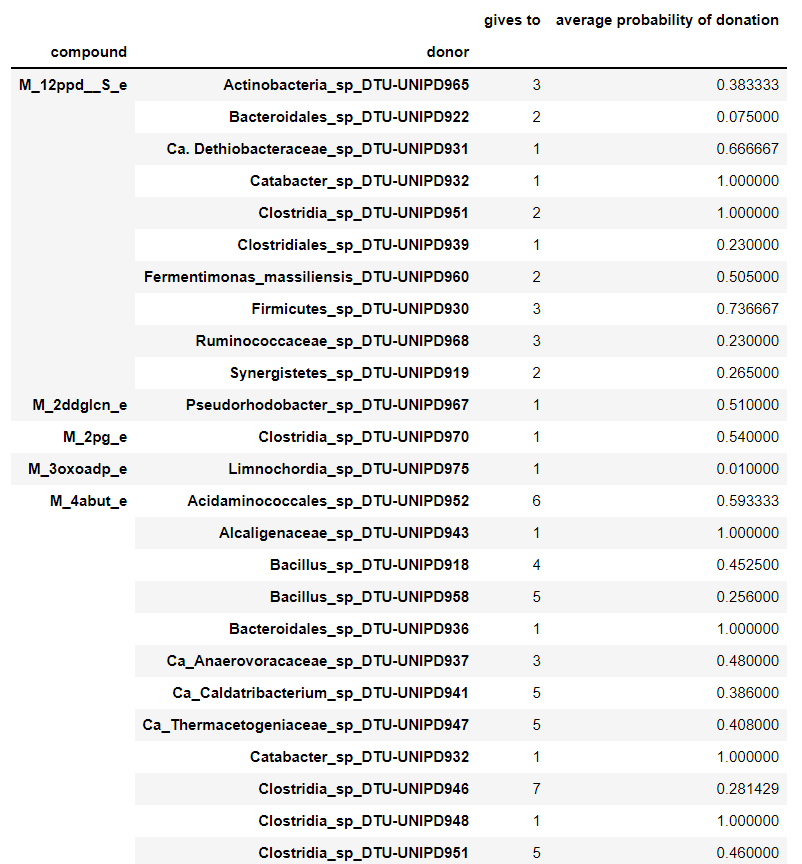 gives to average probability of donation
compound donor
M_12ppd__S_e Actinobacteria_sp_DTU-UNIPD965 3 0.383333
Bacteroidales_sp_DTU-UNIPD922 2 0.075000
Ca. Dethiobacteraceae_sp_DTU-UNIPD931 1 0.666667
Catabacter_sp_DTU-UNIPD932 1 1.000000
Clostridia_sp_DTU-UNIPD951 2 1.000000
Clostridiales_sp_DTU-UNIPD939 1 0.230000
Fermentimonas_massiliensis_DTU-UNIPD960 2 0.505000
Firmicutes_sp_DTU-UNIPD930 3 0.736667
Ruminococcaceae_sp_DTU-UNIPD968 3 0.230000
Synergistetes_sp_DTU-UNIPD919 2 0.265000
M_2ddglcn_e Pseudorhodobacter_sp_DTU-UNIPD967 1 0.510000
M_2pg_e Clostridia_sp_DTU-UNIPD970 1 0.540000
M_3oxoadp_e Limnochordia_sp_DTU-UNIPD975 1 0.010000
M_4abut_e Acidaminococcales_sp_DTU-UNIPD952 6 0.593333
Alcaligenaceae_sp_DTU-UNIPD943 1 1.000000
Bacillus_sp_DTU-UNIPD918 4 0.452500
Bacillus_sp_DTU-UNIPD958 5 0.256000
Bacteroidales_sp_DTU-UNIPD936 1 1.000000
Ca_Anaerovoracaceae_sp_DTU-UNIPD937 3 0.480000
Ca_Caldatribacterium_sp_DTU-UNIPD941 5 0.386000
Ca_Thermacetogeniaceae_sp_DTU-UNIPD947 5 0.408000
Catabacter_sp_DTU-UNIPD932 1 1.000000
Clostridia_sp_DTU-UNIPD946 7 0.281429
Clostridia_sp_DTU-UNIPD948 1 1.000000
Clostridia_sp_DTU-UNIPD951 5 0.460000